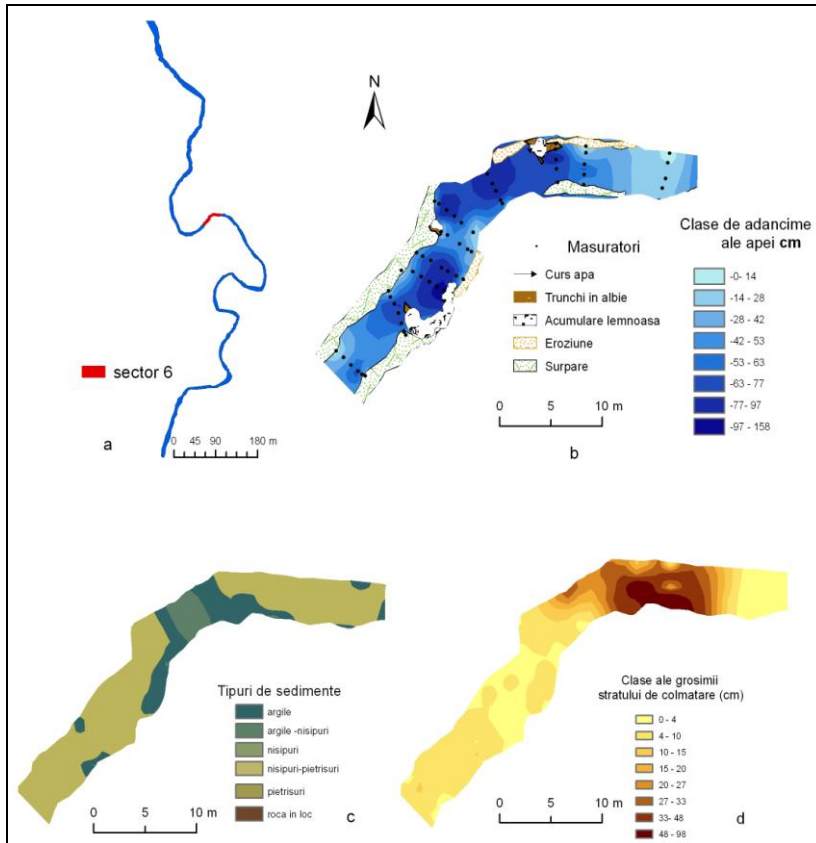 N
sector 6
a
0 45 90 180 m
Masuratori
Curs apa
Trunchi in albie
Acumulare lemnoasa
Eroziune
Surpare
0 5 10 m
b
Clase de adancime
ale apei cm
-0- 14
-14 - 28
-28 - 42
-42 - 53
-53 - 63
-63 - 77
-77- 97
-97 - 158
Tipuri de sedimente
argile
argile -nisipuri
nisipuri
nisipuri-pietrisuri
pietrisuri
roca in loc
0 5 10 m
c
Clase ale grosimii
stratului de colmatare (cm)
0 - 4
4 - 10
10 - 15
15 - 20
20 - 27
27 - 33
33- 48
48 - 98
0 5 10 m
d